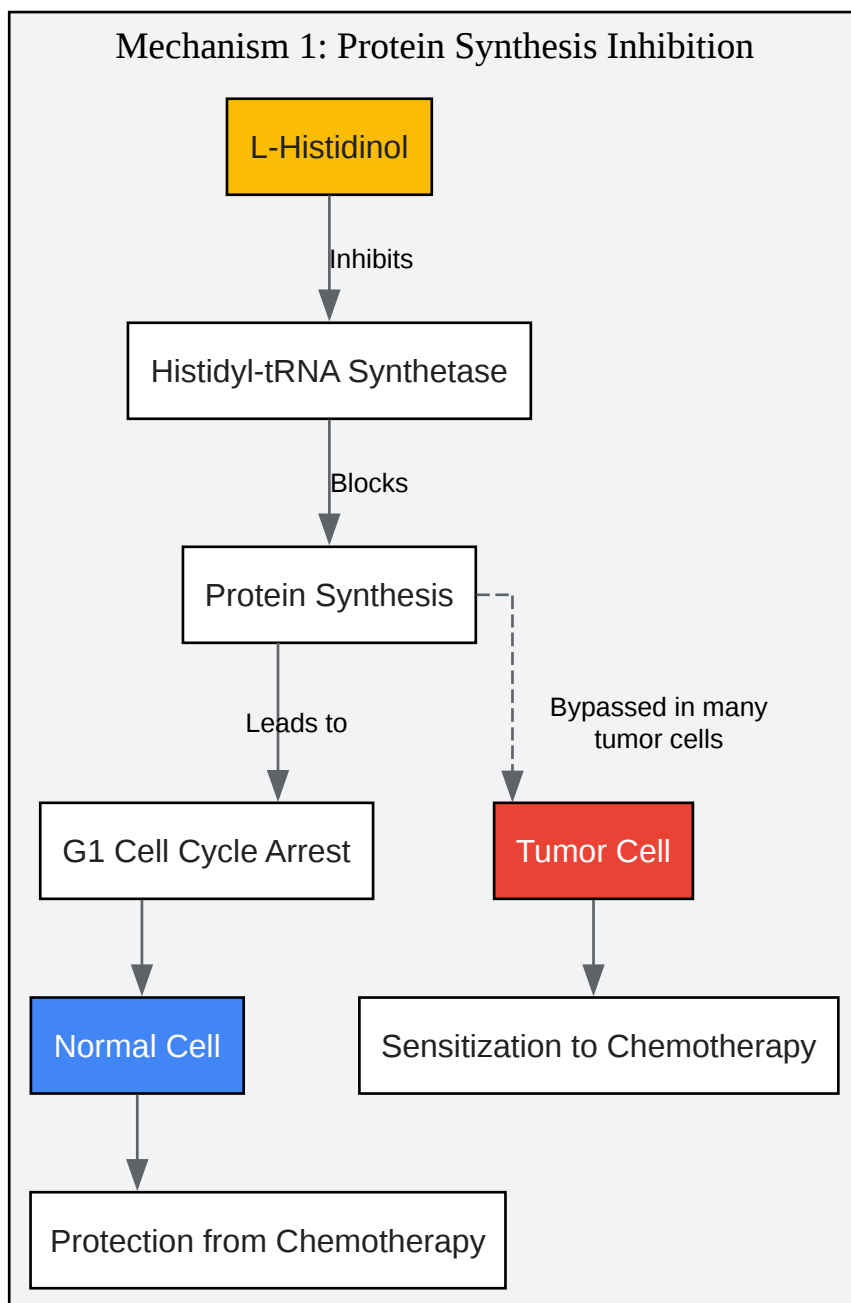 Mechanism 1: Protein Synthesis Inhibition
L-Histidinol
Inhibits
Histidyl-tRNA Synthetase
Blocks
Protein Synthesis
Leads to
Bypassed in many
tumor cells
G1 Cell Cycle Arrest
Tumor Cell
Normal Cell
Sensitization to Chemotherapy
Protection from Chemotherapy